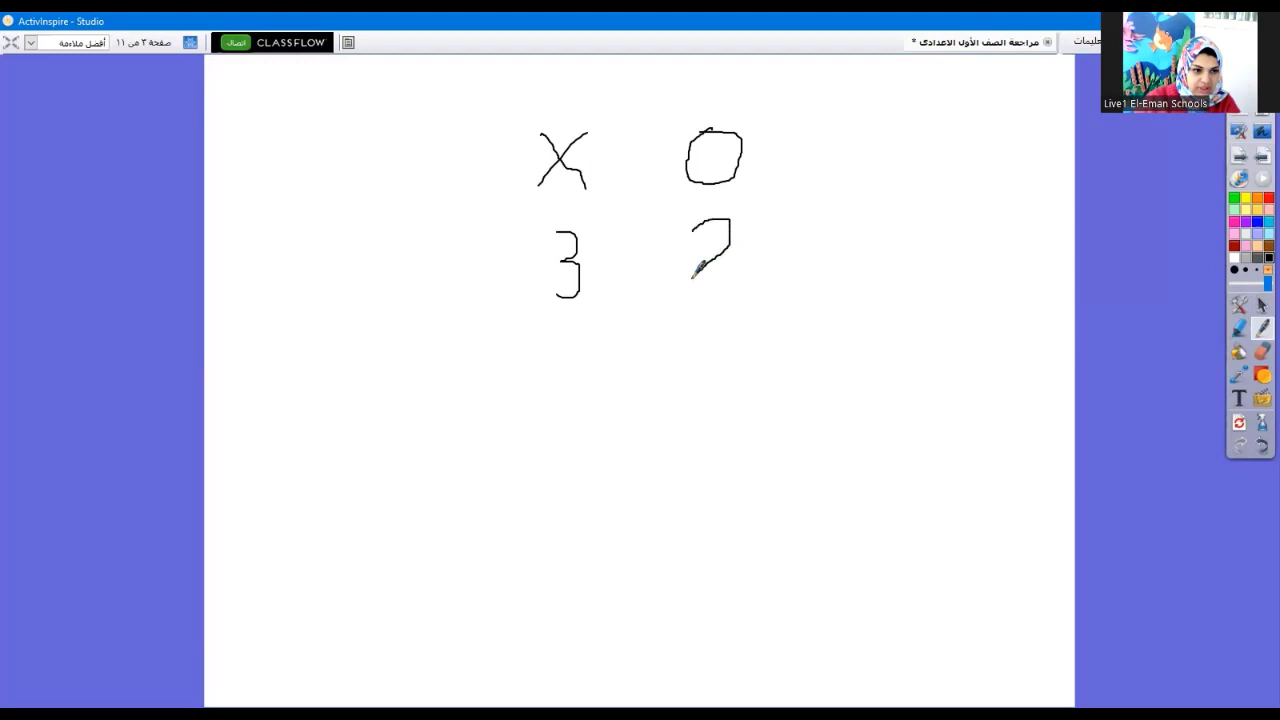 ActivInspire - Studio
أفضل ملاءمة صفحة ٣ من ١١ اتصال CLASSFLOW مراجعة الصف الأول الاعدادى *
Live1 El-Eman Schools
X O
3 2
T